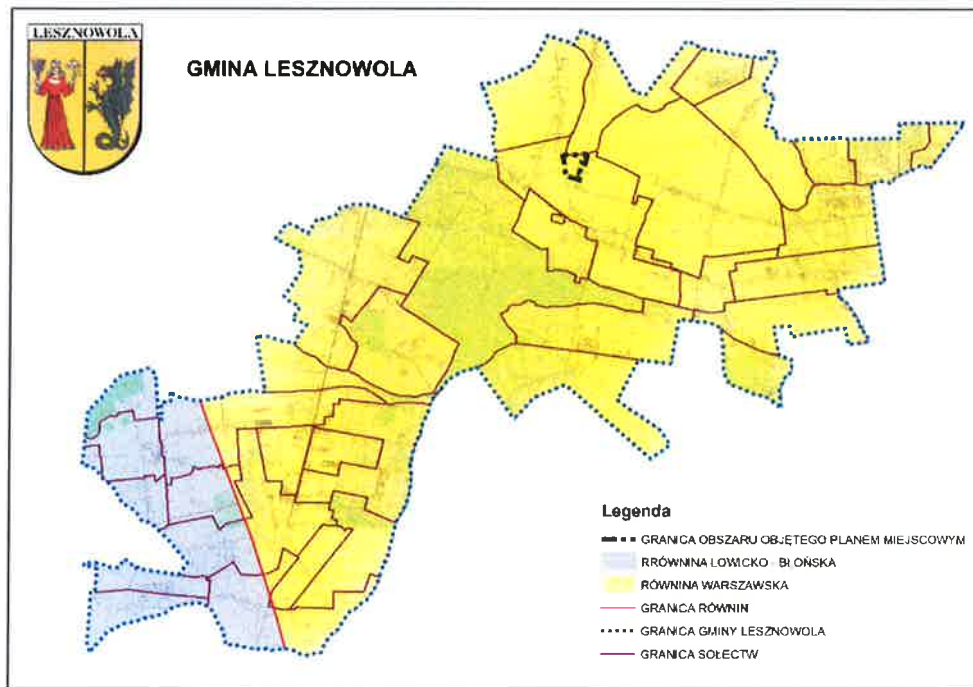 LESZNOWOLA
GMINA LESZNOWOLA
Legenda
GRANICA OBSZARU OBJĘTEGO PLANEM MIEJSCOWYM
RRÓWNINA LOWICKO - BŁOŃSKA
RÓWNINA WARSZAWSKA
GRANICA RÓWNIN
GRANICA GMINY LESZNOWOLA
GRANICA SOŁECTW